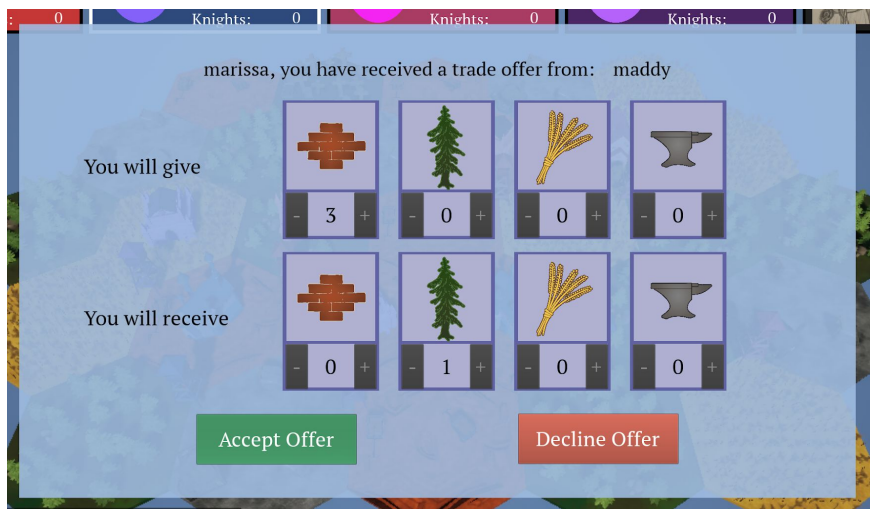 : 0 Knights: 0 Knights: 0 Knights: 0
marissa, you have received a trade offer from: maddy
You will give
- 3 + - 0 + - 0 + - 0 +
You will receive
- 0 + - 1 + - 0 + - 0 +
Accept Offer Decline Offer